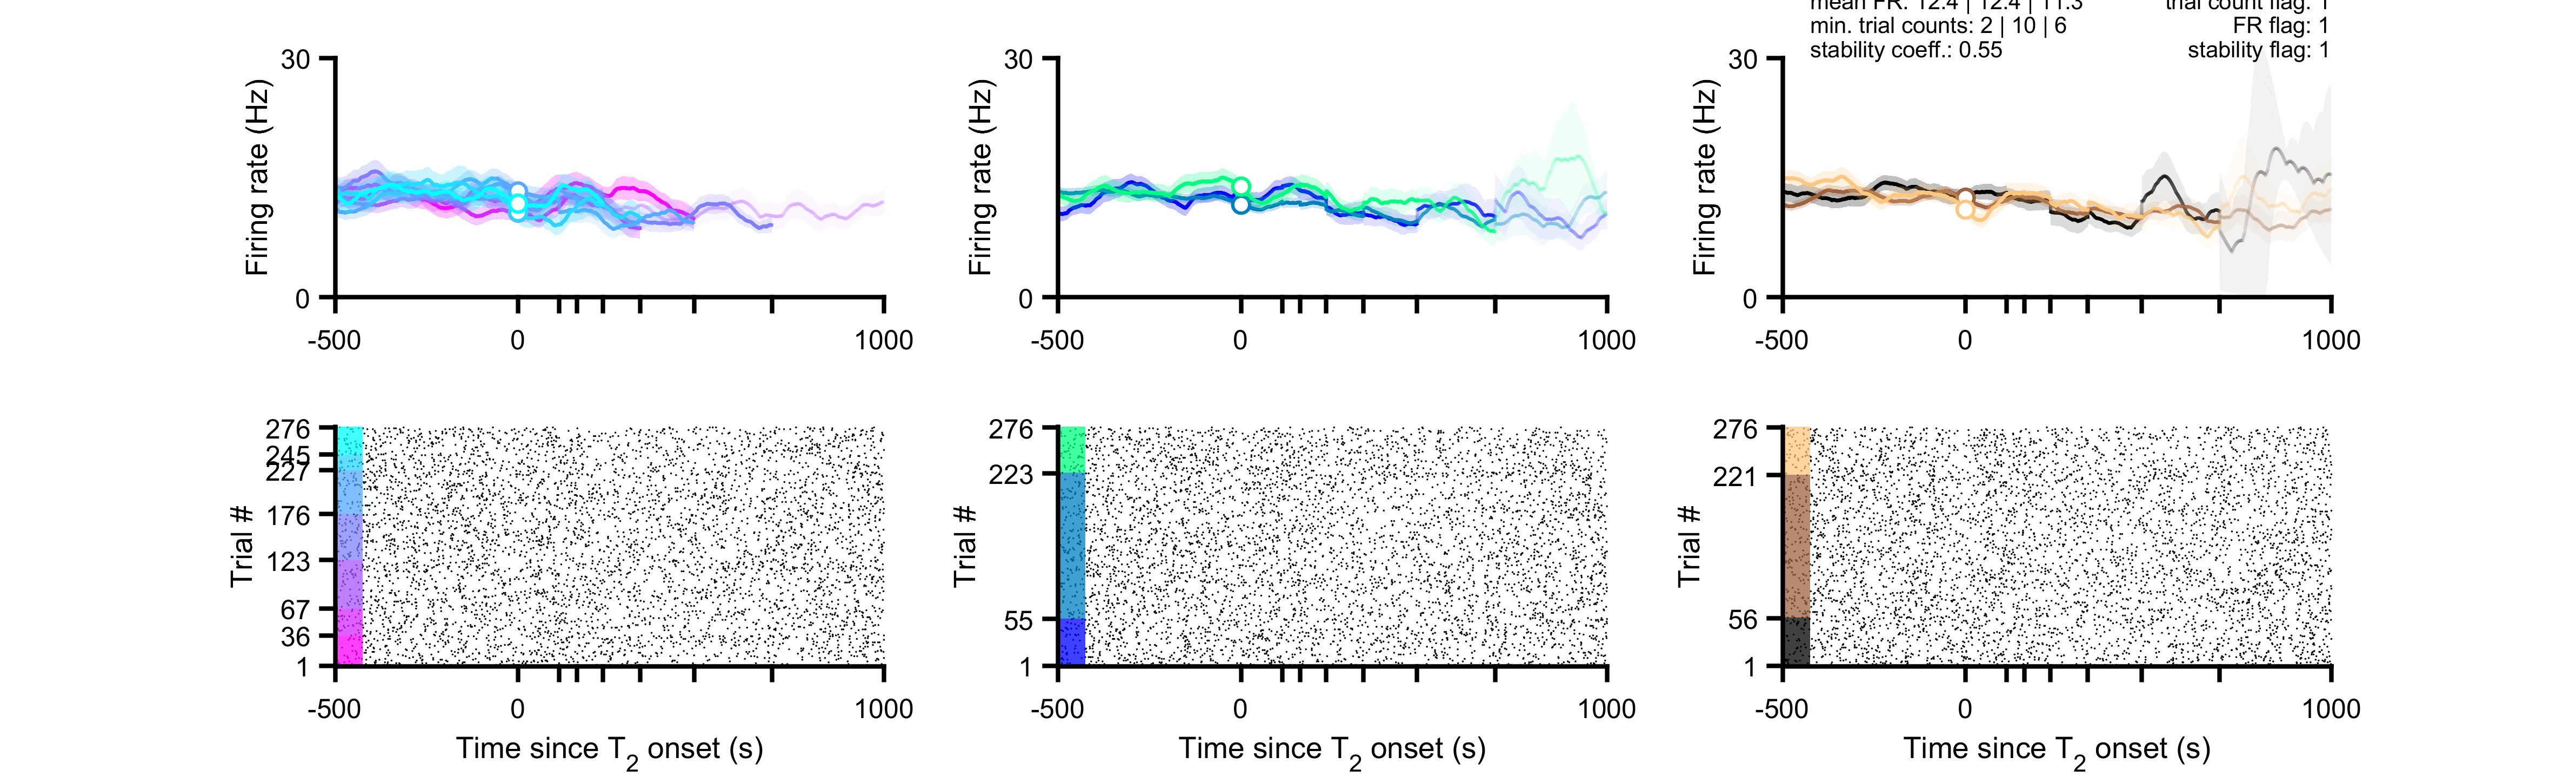 mean FR: 12.4 | 12.4 | 11.3 trial count flag: 1
min. trial counts: 2 | 10 | 6 FR flag: 1
stability coeff.: 0.55 stability flag: 1
30 30 30
Firing rate (Hz) Firing rate (Hz) Firing rate (Hz)
0 0 0
-500 0 1000 -500 0 1000 -500 0 1000
276 276 276
245
227 223 221
176
Trial # Trial # Trial #
123
67 55 56
36
1 1 1
-500 0 1000 -500 0 1000 -500 0 1000
Time since T2 onset (s) Time since T2 onset (s) Time since T2 onset (s)